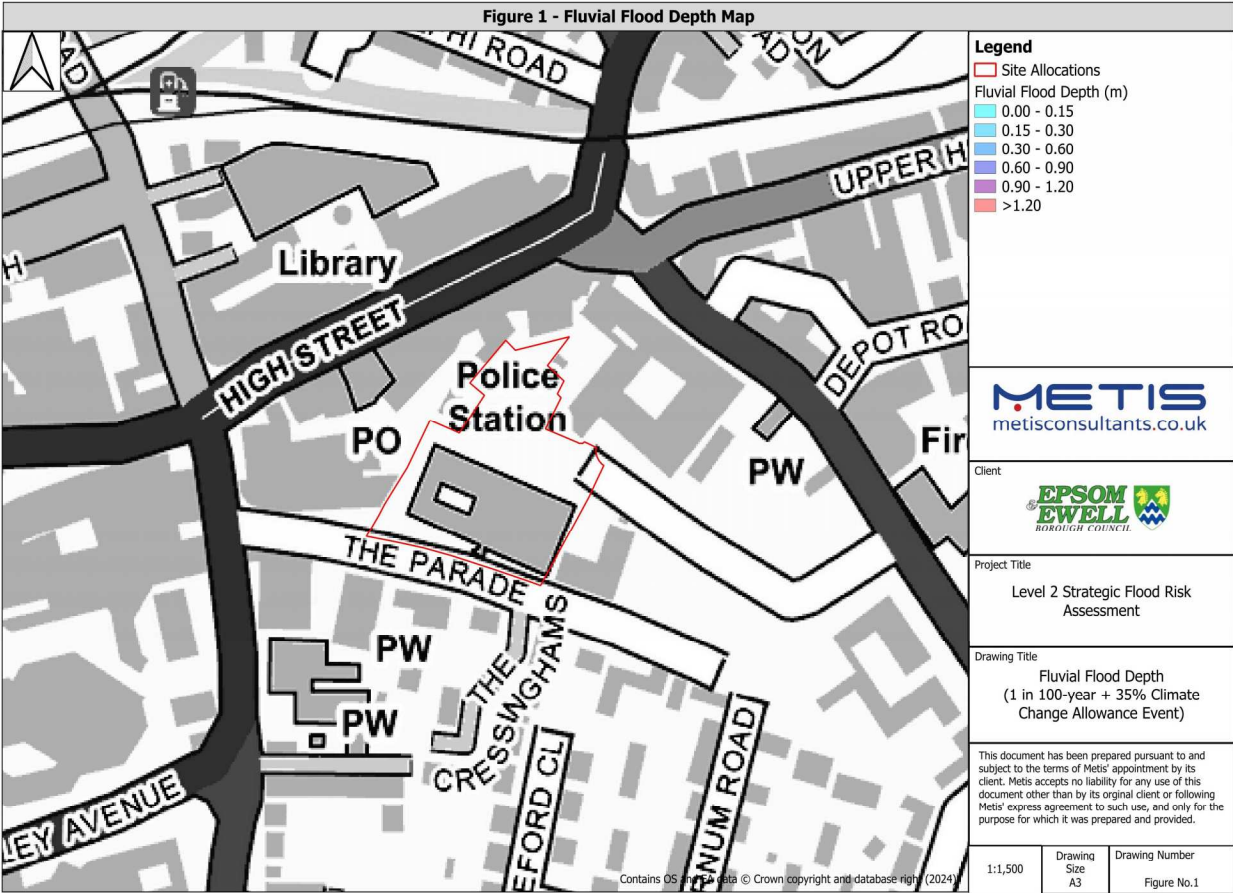 Figure 1 - Fluvial Flood Depth Map
AD
PHI ROAD
ON
AD
UPPER H
Library
H
HIGH STREET
Police
Station
PO
DEPOT RO
PW
Fir
THE PARADE
PW
THE
CRESSINGHAMS
PW
LEY AVENUE
EFORD CL
RNUM ROAD
Contains OS and EA data © Crown copyright and database right (2024)
Legend
Site Allocations
Fluvial Flood Depth (m)
0.00 - 0.15
0.15 - 0.30
0.30 - 0.60
0.60 - 0.90
0.90 - 1.20
>1.20
METIS
metisconsultants.co.uk
Client
EPSOM
& EWELL
BOROUGH COUNCIL
Project Title
Level 2 Strategic Flood Risk
Assessment
Drawing Title
Fluvial Flood Depth
(1 in 100-year + 35% Climate
Change Allowance Event)
This document has been prepared pursuant to and
subject to the terms of Metis' appointment by its
client. Metis accepts no liability for any use of this
document other than by its orginal client or following
Metis' express agreement to such use, and only for the
purpose for which it was prepared and provided.
1:1,500
Drawing
Size
A3
Drawing Number
Figure No.1